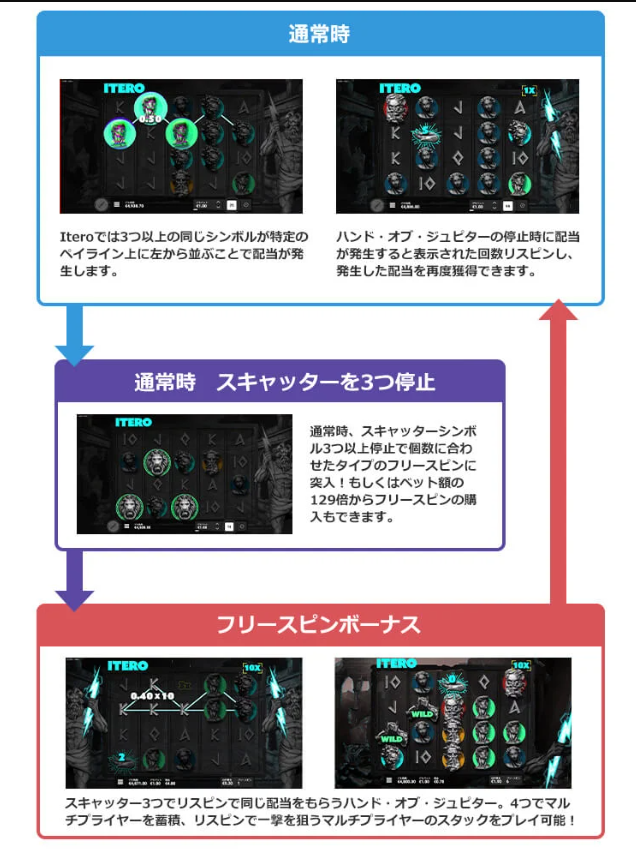 通常時
ITERO
0.50
ITERO
1X
Iteroでは3つ以上の同じシンボルが特定の
ペイライン上に左から並ぶことで配当が発
生します。
ハンド・オブ・ジュピターの停止時に配当
が発生すると表示された回数リスピンし、
発生した配当を再度獲得できます。
通常時　スキャッターを3つ停止
ITERO
通常時、スキャッターシンボ
ル3つ以上停止で個数に合わ
せたタイプのフリースピンに
突入！もしくはベット額の
129倍からフリースピンの購
入もできます。
フリースピンボーナス
ITERO
10X
0.40 X 10
2
ITERO
10X
0
WILD
WILD
スキャッター3つでリスピンで同じ配当をもらうハンド・オブ・ジュピター。4つでマル
チプライヤーを蓄積、リスピンで一撃を狙うマルチプライヤーのスタックをプレイ可能！